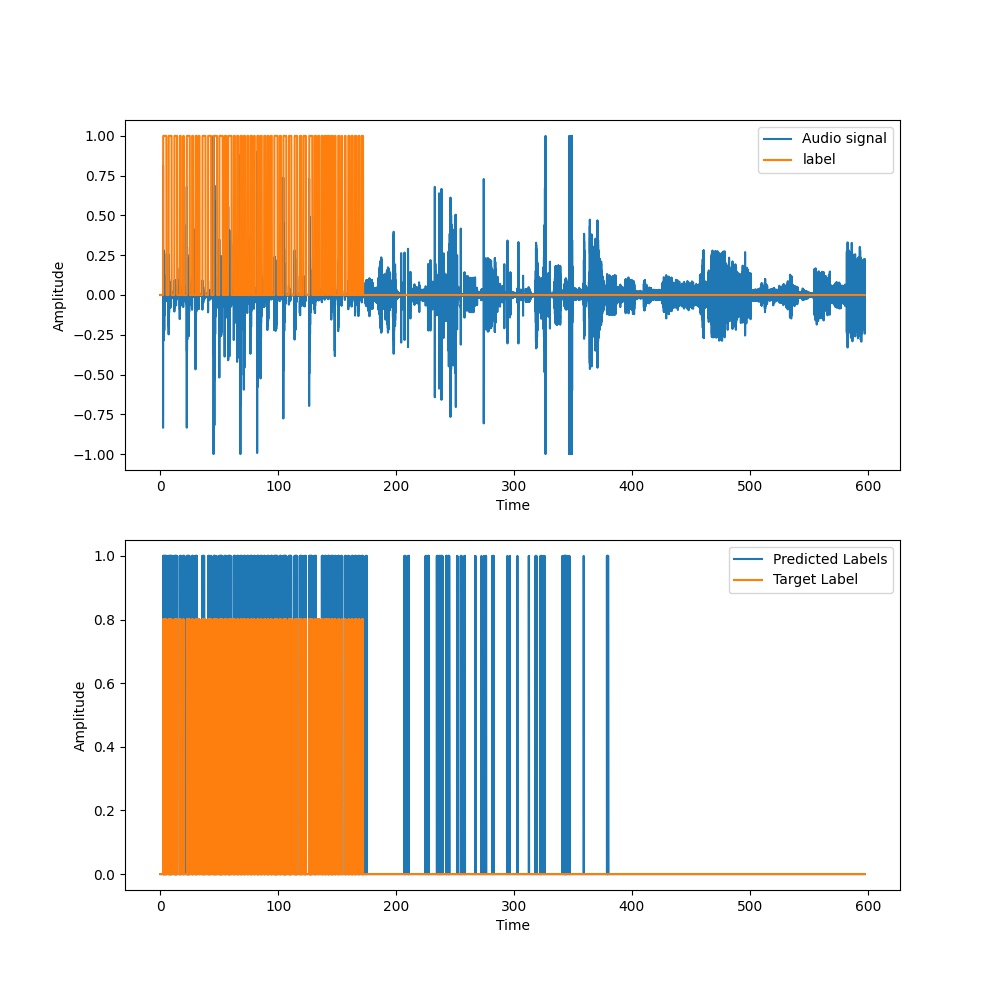 1.00
0.75
0.50
0.25
0.00
−0.25
−0.50
−0.75
−1.00
Amplitude
Audio signal
label
0 100 200 300 400 500 600
Time
1.0
0.8
0.6
0.4
0.2
0.0
Amplitude
Predicted Labels
Target Label
0 100 200 300 400 500 600
Time